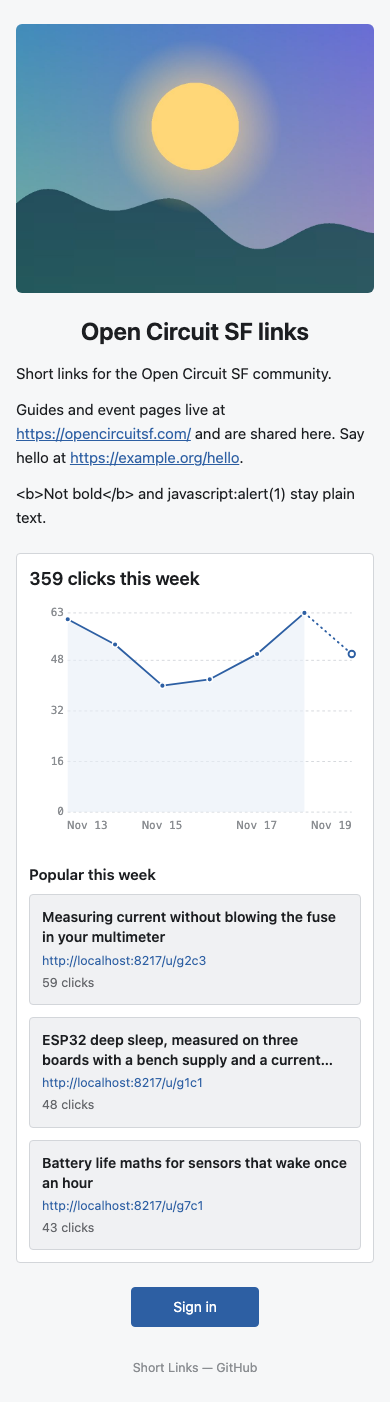 Open Circuit SF links
Short links for the Open Circuit SF community.
Guides and event pages live at
https://opencircuitsf.com/ and are shared here. Say
hello at https://example.org/hello.
<b>Not bold</b> and javascript:alert(1) stay plain
text.
359 clicks this week
63
48
32
16
0
Nov 13 Nov 15 Nov 17 Nov 19
Popular this week
Measuring current without blowing the fuse
in your multimeter
http://localhost:8217/u/g2c3
59 clicks
ESP32 deep sleep, measured on three
boards with a bench supply and a current...
http://localhost:8217/u/g1c1
48 clicks
Battery life maths for sensors that wake once
an hour
http://localhost:8217/u/g7c1
43 clicks
Sign in
Short Links — GitHub